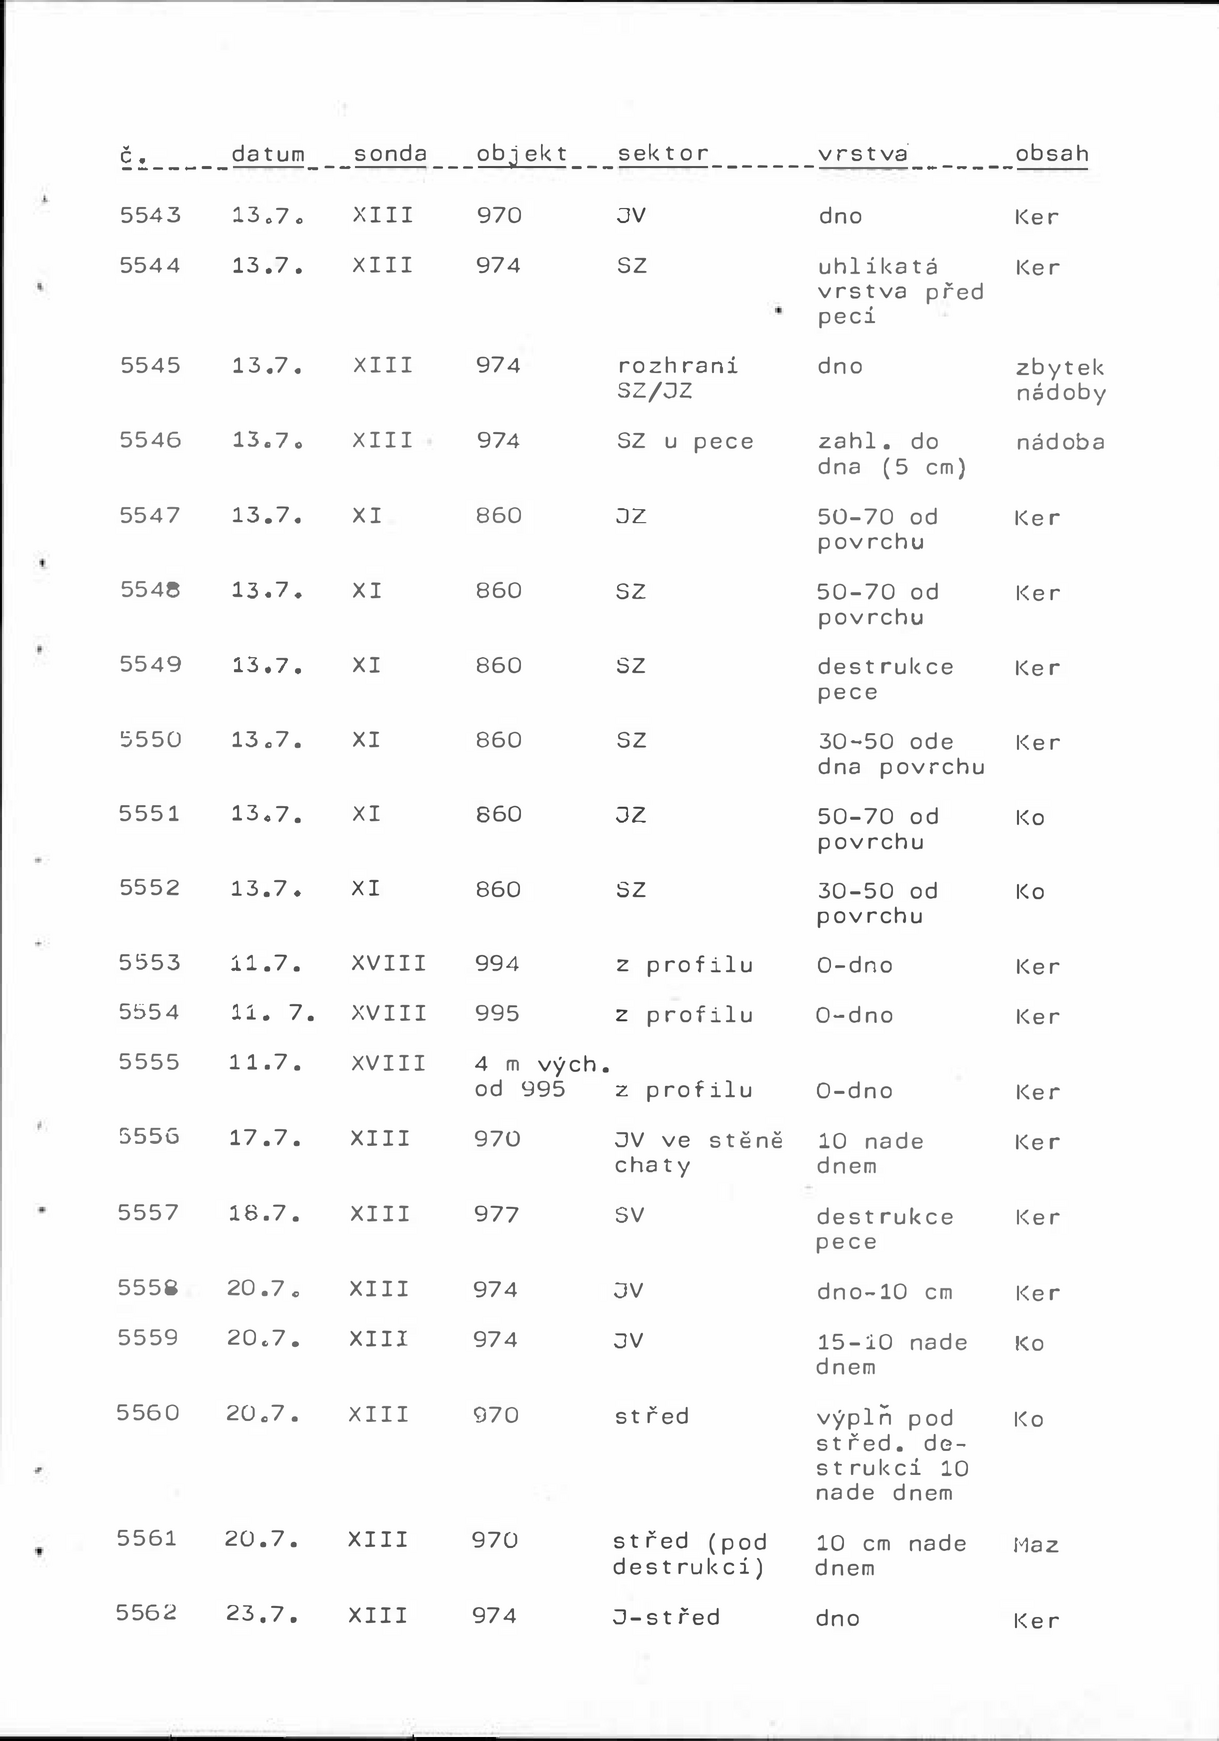 č. datum sonda objekt sektor vrstva obsah
5543 13.7. XIII 970 JV dno Ker
5544 13.7. XIII 974 SZ uhlíkatá Ker
vrstva před
pecí
5545 13.7. XIII 974 rozhraní dno zbytek
SZ/JZ nádoby
5546 13.7. XIII 974 SZ u pece zahl. do nádoba
dna (5 cm)
5547 13.7. XI 860 JZ 50-70 od Ker
povrchu
5548 13.7. XI 860 SZ 50-70 od Ker
povrchu
5549 13.7. XI 860 SZ destrukce Ker
pece
5550 13.7. XI 860 SZ 30-50 ode Ker
dna povrchu
5551 13.7. XI 860 JZ 50-70 od Ko
povrchu
5552 13.7. XI 860 SZ 30-50 od Ko
povrchu
5553 11.7. XVIII 994 z profilu 0-dno Ker
5554 11. 7. XVIII 995 z profilu 0-dno Ker
5555 11.7. XVIII 4 m vých.
od 995 z profilu 0-dno Ker
5556 17.7. XIII 970 JV ve stěně 10 nade Ker
chaty dnem
5557 18.7. XIII 977 SV destrukce Ker
pece
5558 20.7. XIII 974 JV dno-10 cm Ker
5559 20.7. XIII 974 JV 15-10 nade Ko
dnem
5560 20.7. XIII 970 střed výplň pod Ko
střed. de-
strukcí 10
nade dnem
5561 20.7. XIII 970 střed (pod 10 cm nade Maz
destrukcí) dnem
5562 23.7. XIII 974 J-střed dno Ker